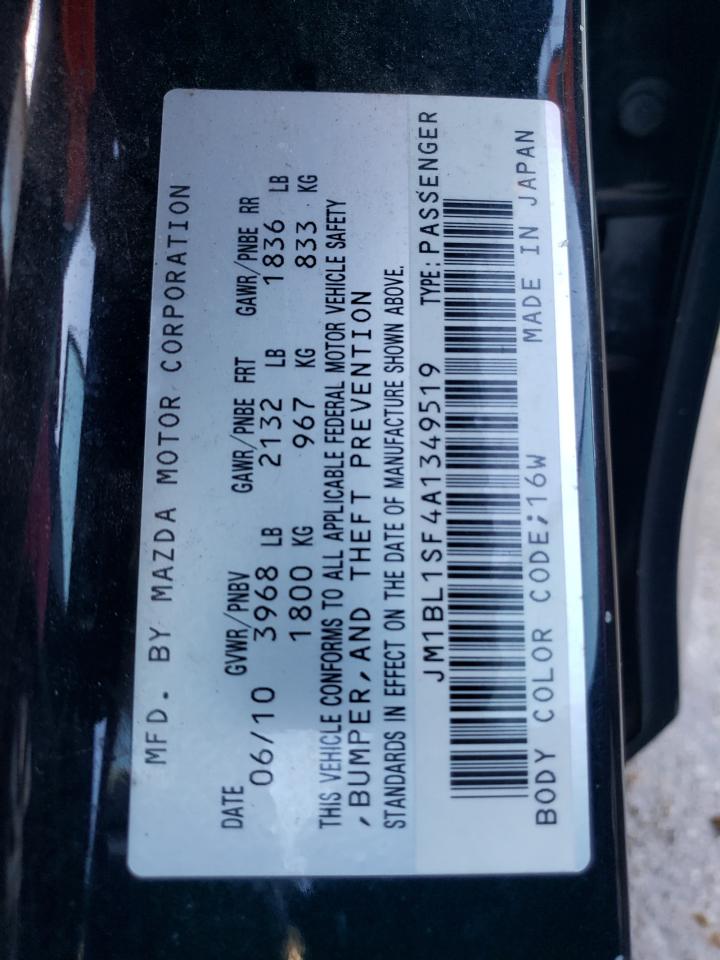 MFD. BY MAZDA MOTOR CORPORATION
DATE GVWR/PNBV GAWR/PNBE FRT GAWR/PNBE RR
06/10 3968 LB 2132 LB 1836 LB
1800 KG 967 KG 833 KG
THIS VEHICLE CONFORMS TO ALL APPLICABLE FEDERAL MOTOR VEHICLE SAFETY
,BUMPER,AND THEFT PREVENTION
STANDARDS IN EFFECT ON THE DATE OF MANUFACTURE SHOWN ABOVE.
JM1BL1SF4A1349519 TYPE:PASSENGER
BODY COLOR CODE;16W MADE IN JAPAN